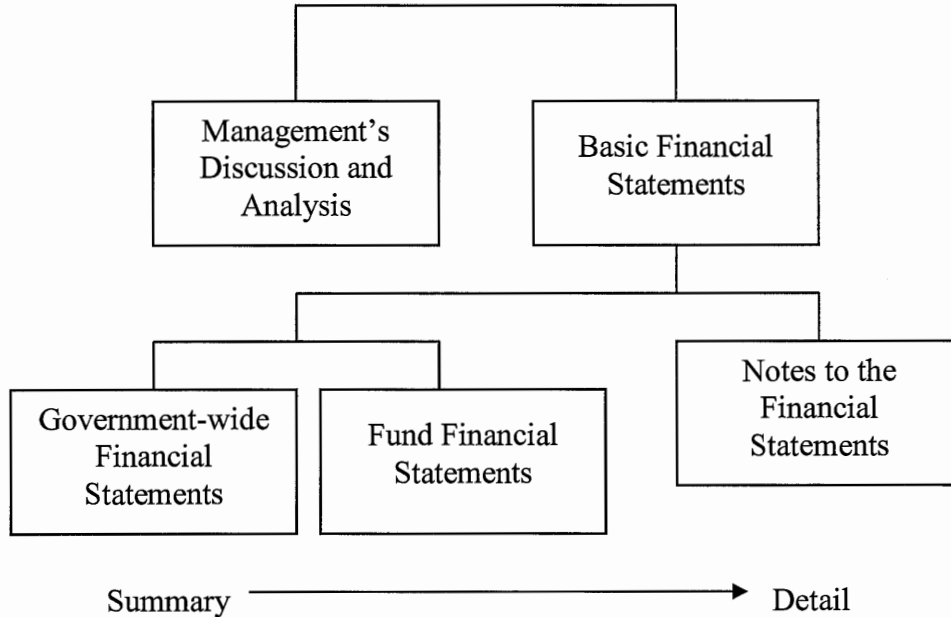 Management’s
Discussion and
Analysis
Basic Financial
Statements
Government-wide
Financial
Statements
Fund Financial
Statements
Notes to the
Financial
Statements
Summary
Detail